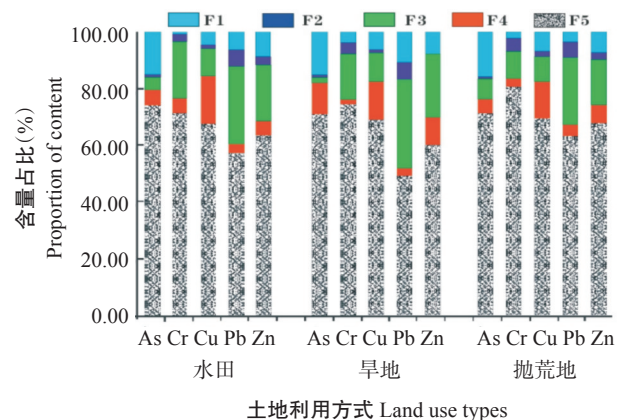 F1 F2 F3 F4 F5
100.00
80.00
60.00
40.00
20.00
0.00
含量占比(%)
Proportion of content
As Cr Cu Pb Zn As Cr Cu Pb Zn As Cr Cu Pb Zn
水田 旱地 抛荒地
土地利用方式 Land use types